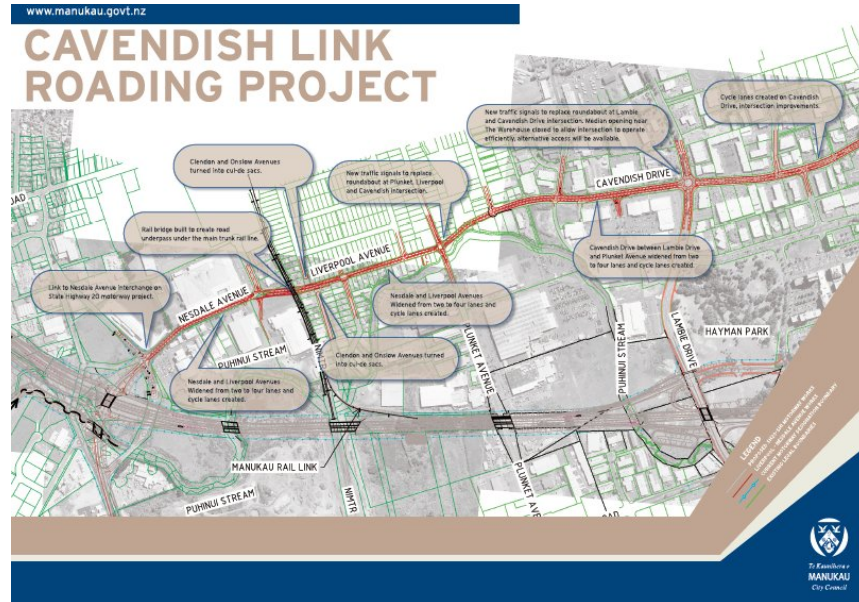 www.manukau.govt.nz
CAVENDISH LINK
ROADING PROJECT
Cycle lanes created on Cavendish
Drive, intersection improvements.
New traffic signals to replace roundabout at Lambie
and Cavendish Drive intersection. Median opening near
The Warehouse closed to allow intersection to operate
efficiently, alternative access will be available.
Clendon and Onslow Avenues
turned into cul-de sacs.
New traffic signals to replace
roundabout at Plunket, Liverpool
and Cavendish intersection.
CAVENDISH DRIVE
OAD
Rail bridge built to create road
underpass under the main trunk rail line.
LIVERPOOL AVENUE
Cavendish Drive between Lambie Drive
and Plunket Avenue widened from two
to four lanes and cycle lanes created.
Link to Nesdale Avenue Interchange on
State Highway 20 motorway project.
NESDALE AVENUE
Nesdale and Liverpool Avenues
Widened from two to four lanes and
cycle lanes created.
PUHINUI STREAM
NIMTR
Clendon and Onslow Avenues turned
into cul-de sacs.
PLUNKET AVENUE
PUHINUI STREAM
LAMBIE DRIVE
HAYMAN PARK
Nesdale and Liverpool Avenues
Widened from two to four lanes and
cycle lanes created.
MANUKAU RAIL LINK
PUHINUI STREAM
NIMTR
PLUNKET AVE
OAD
LEGEND
Te Kaunihera o
MANUKAU
City Council